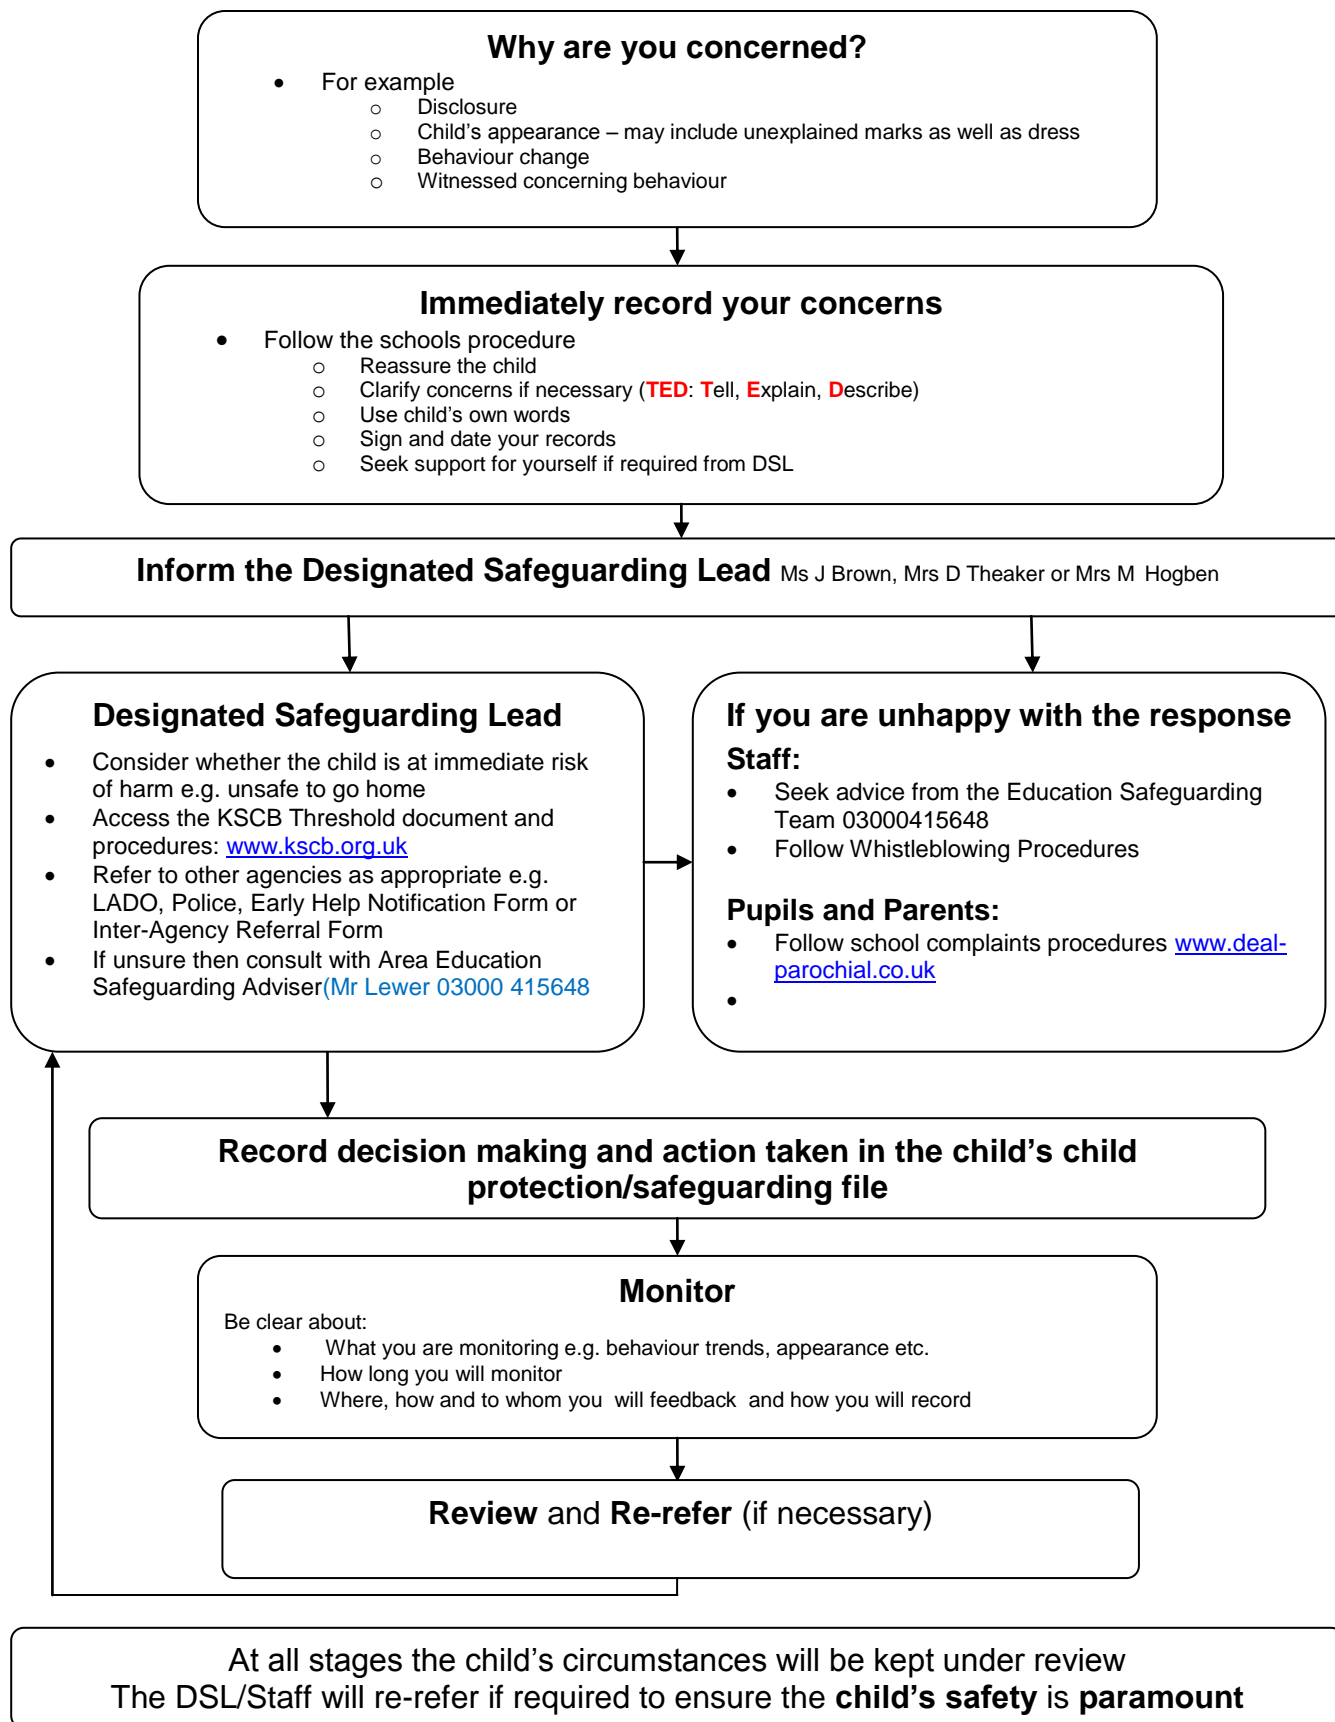 Why are you concerned?
• For example
o Disclosure
o Child’s appearance – may include unexplained marks as well as dress
o Behaviour change
o Witnessed concerning behaviour
Immediately record your concerns
• Follow the schools procedure
o Reassure the child
o Clarify concerns if necessary (TED: Tell, Explain, Describe)
o Use child’s own words
o Sign and date your records
o Seek support for yourself if required from DSL
Inform the Designated Safeguarding Lead Ms J Brown, Mrs D Theaker or Mrs M Hogben
Designated Safeguarding Lead
• Consider whether the child is at immediate risk
of harm e.g. unsafe to go home
• Access the KSCB Threshold document and
procedures: www.kscb.org.uk
• Refer to other agencies as appropriate e.g.
LADO, Police, Early Help Notification Form or
Inter-Agency Referral Form
• If unsure then consult with Area Education
Safeguarding Adviser(Mr Lewer 03000 415648
If you are unhappy with the response
Staff:
• Seek advice from the Education Safeguarding
Team 03000415648
• Follow Whistleblowing Procedures
Pupils and Parents:
• Follow school complaints procedures www.deal-
parochial.co.uk
•
Record decision making and action taken in the child’s child
protection/safeguarding file
Monitor
Be clear about:
• What you are monitoring e.g. behaviour trends, appearance etc.
• How long you will monitor
• Where, how and to whom you will feedback and how you will record
Review and Re-refer (if necessary)
At all stages the child’s circumstances will be kept under review
The DSL/Staff will re-refer if required to ensure the child’s safety is paramount